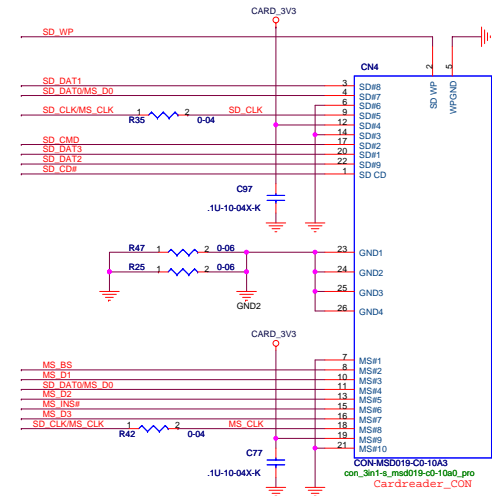 CARD_3V3
SD_WP
CN4
2
5
SD WP
WPGND
SD_DAT1 3 SD#8
SD_DAT0/MS_D0 4 SD#7
6 SD#6
SD_CLK/MS_CLK 1 2 SD_CLK 9 SD#5
R35 0-04
12 SD#4
14 SD#3
SD_CMD 17 SD#2
SD_DAT3 20 SD#1
SD_DAT2 22 SD#9
SD_CD# 1 SD CD
C97
.1U-10-04X-K
R47 1 2 0-06 23 GND1
R25 1 2 0-06 24 GND2
25 GND3
GND2
26 GND4
CARD_3V3
7 MS#1
MS_BS 8 MS#2
MS_D1 10 MS#3
SD_DAT0/MS_D0 11 MS#4
MS_D2 13 MS#5
MS_INS# 15 MS#6
MS_D3 16 MS#7
SD_CLK/MS_CLK 1 2 MS_CLK 18 MS#8
R42 0-04
19 MS#9
21 MS#10
C77
.1U-10-04X-K
CON-MSD019-C0-10A3
con_3in1-s_msd019-c0-10a0_pro
Cardreader_CON